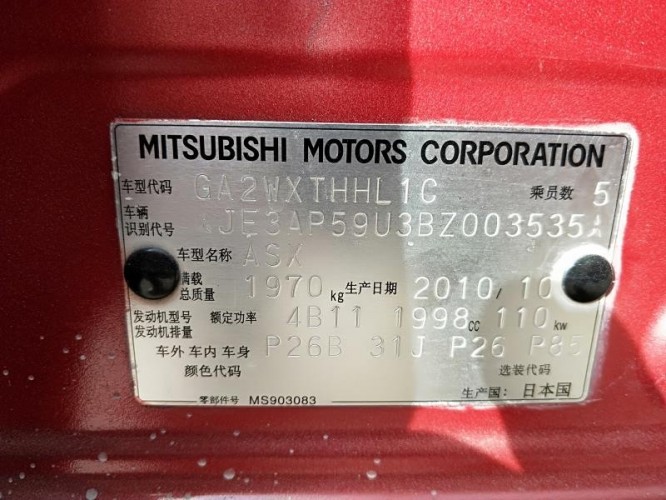 MITSUBISHI MOTORS CORPORATION
车型代码 GA2WXTHHL1C 乘员数 5
车辆
识别代号 JE3AP59U3BZ003535
车型名称 ASX
满载
总质量 1970 kg 生产日期 2010/10
发动机型号 额定功率 4B11 1998 cc 110 kw
发动机排量
车外 车内 车身 P26B 31J P26 P85
颜色代码 选装代码
生产国: 日本国
零部件号 MS903083